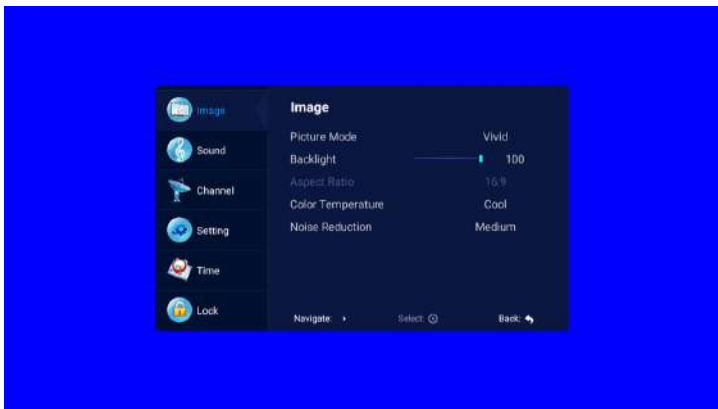 Image
Sound
Channel
Setting
Time
Lock
Image
Picture Mode Vivid
Backlight 100
Aspect Ratio 16:9
Color Temperature Cool
Noise Reduction Medium
Navigate: Select: Back: